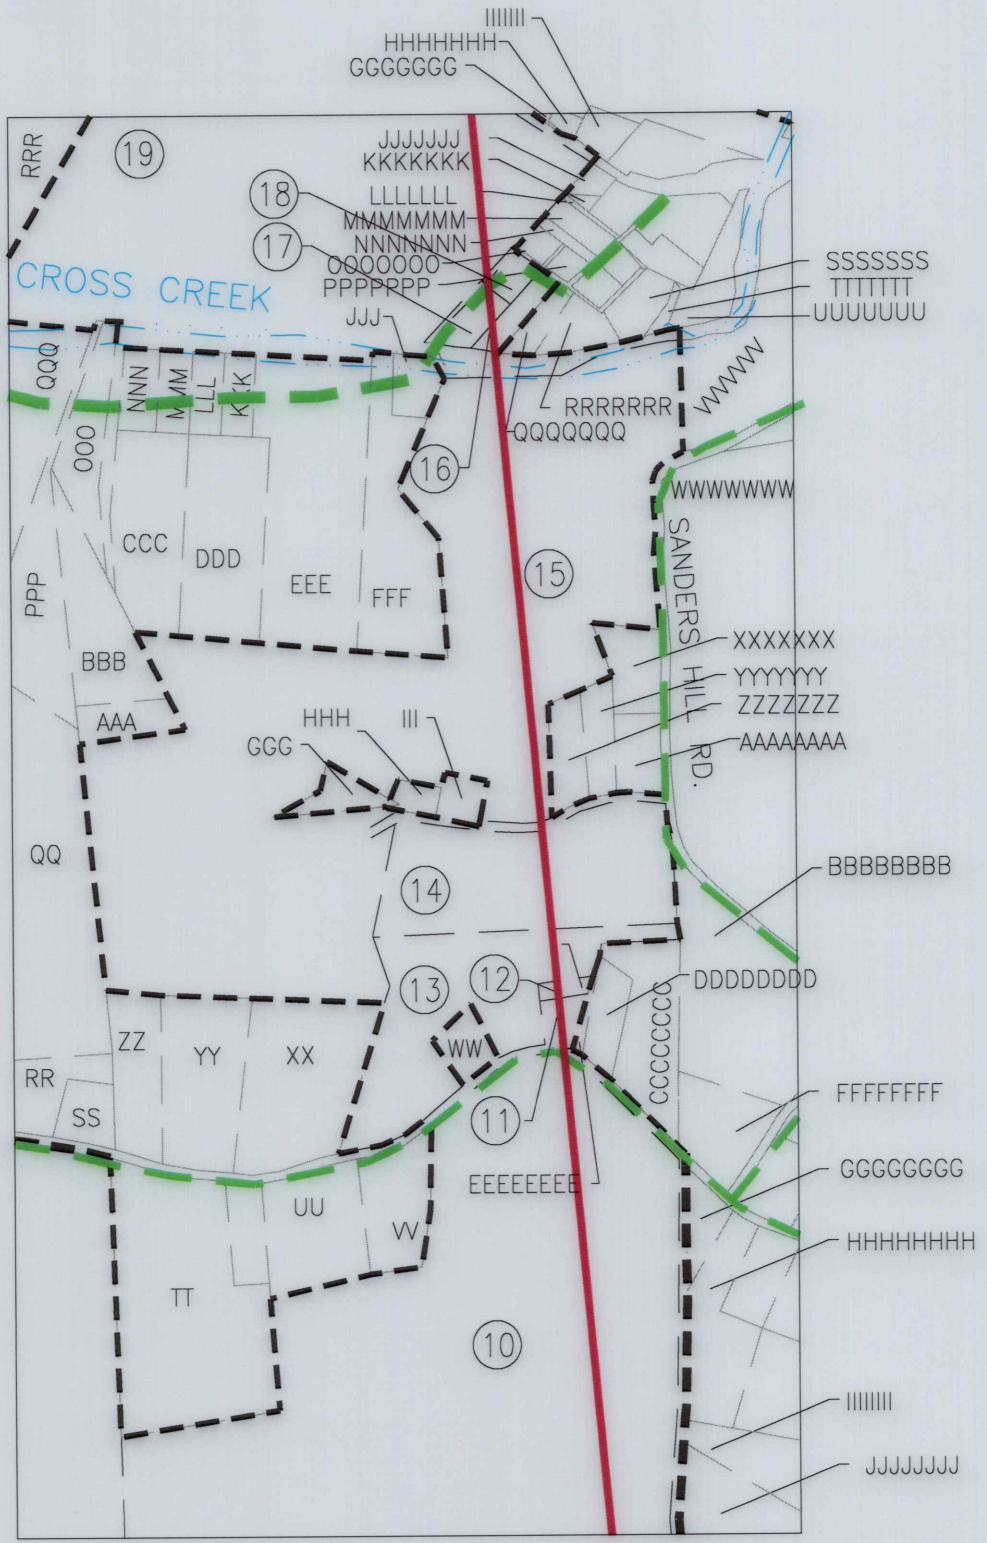 IIIIIII
HHHHHHH
GGGGGGG
RRR
19
JJJJJJJ
KKKKKKK
18
LLLLLLL
MMMMMMM
17
NNNNNNN
OOOOOOO
PPPPPPP
SSSSSSS
TTTTTTT
UUUUUUU
CROSS CREEK
JJJ
QQQ
NNN
MMM
LLL
KKK
RRRRRRR
QQQQQQQ
OOO
16
WWWWWWW
SANDERS HILL RD.
CCC
DDD
EEE
FFF
15
PPP
BBB
AAA
XXXXXXX
YYYYYYY
ZZZZZZZ
AAAAAAAA
HHH
III
GGG
QQ
14
BBBBBBBB
13
12
DDDDDDDD
CCCCCCCC
ZZ
YY
XX
WW
RR
SS
11
FFFFFFFF
EEEEEEEE
GGGGGGGG
UU
VV
HHHHHHHH
TT
10
IIIIIIII
JJJJJJJJ